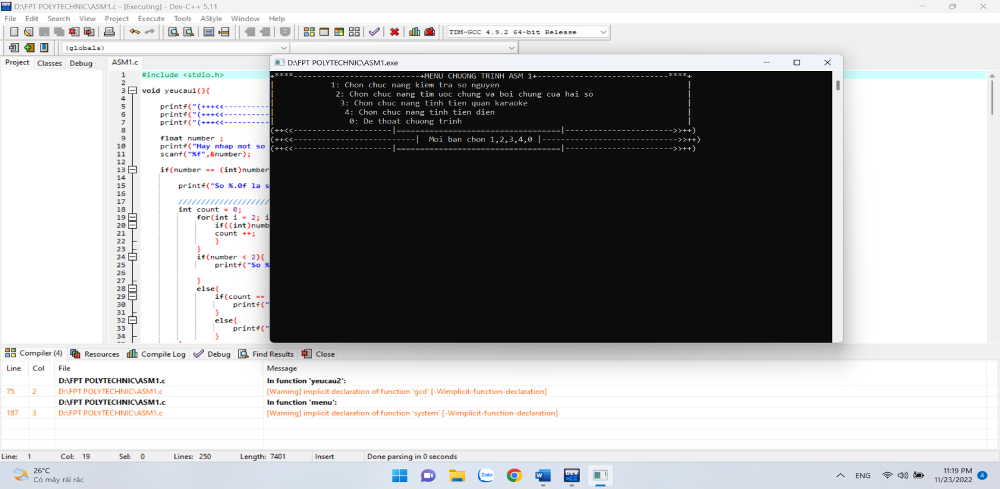 D:\FPT POLYTECHNIC\ASM1.c - [Executing] - Dev-C++ 5.11
File Edit Search View Project Execute Tools AStyle Window Help
TDM-GCC 4.9.2 64-bit Release
(globals)
Project Classes Debug
ASM1.c
1 #include <stdio.h>
2
3 void yeucau1(){
4
5 printf("(+++<<----------
6 printf("(+++<<----------
7 printf("(+++<<----------
8
9 float number ;
10 printf("Hay nhap mot so
11 scanf("%f",&number);
12
13 if(number == (int)number
14
15 printf("So %.0f la s
16
17 ////////////////////
18 int count = 0;
19 for(int i = 2; i
20 if((int)numb
21 count ++;
22 }
23 }
24 if(number < 2){
25 printf("So %
26
27 }
28 else{
29 if(count ==
30 printf("
31 }
32 else{
33 printf("
34 }
D:\FPT POLYTECHNIC\ASM1.exe
+****---------------------------+MENU CHUONG TRINH ASM 1+----------------------------****+
| 1: Chon chuc nang kiem tra so nguyen |
| 2: Chon chuc nang tim uoc chung va boi chung cua hai so |
| 3: Chon chuc nang tinh tien quan karaoke |
| 4: Chon chuc nang tinh tien dien |
| 0: De thoat chuong trinh |
(++<<---------------------|===================================|----------------------->>++)
(++<<--------------------------| Moi ban chon 1,2,3,4,0 |----------------------------->>++)
(++<<---------------------|===================================|----------------------->>++)
Compiler (4) Resources Compile Log Debug Find Results Close
Line Col File Message
D:\FPT POLYTECHNIC\ASM1.c In function 'yeucau2':
75 2 D:\FPT POLYTECHNIC\ASM1.c [Warning] implicit declaration of function 'gcd' [-Wimplicit-function-declaration]
D:\FPT POLYTECHNIC\ASM1.c In function 'menu':
187 3 D:\FPT POLYTECHNIC\ASM1.c [Warning] implicit declaration of function 'system' [-Wimplicit-function-declaration]
Line: 1 Col: 19 Sel: 0 Lines: 250 Length: 7401 Insert Done parsing in 0 seconds
26°C
Có mây rải rác
Zalo
W
DEV
ENG
11:19 PM
11/23/2022
4